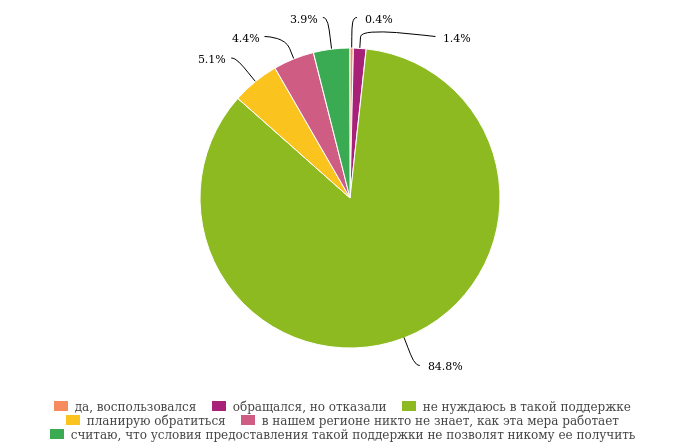 3.9%
0.4%
4.4%
1.4%
5.1%
84.8%
да, воспользовался обращался, но отказали не нуждаюсь в такой поддержке
планирую обратиться в нашем регионе никто не знает, как эта мера работает
считаю, что условия предоставления такой поддержки не позволят никому ее получить